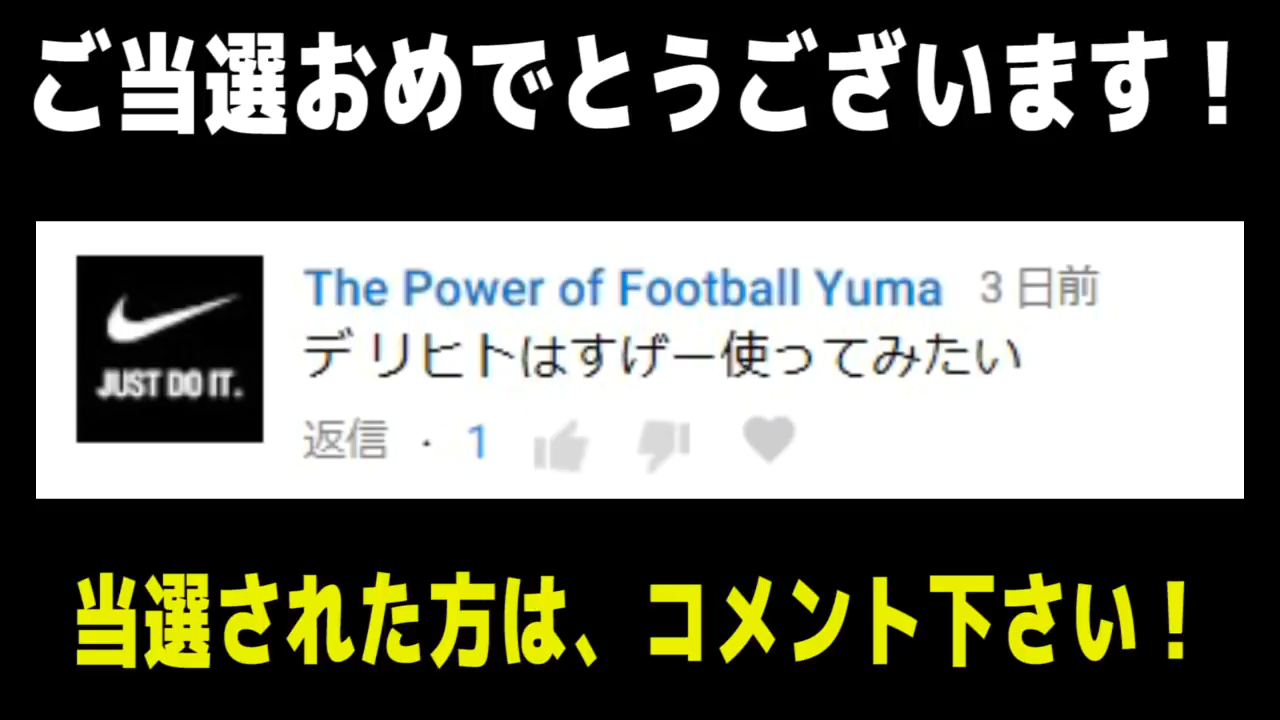 ご当選おめでとうございます！
The Power of Football Yuma 3 日前
JUST DO IT.
デ リヒトはすげー使ってみたい
返信 · 1
当選された方は、コメント下さい！